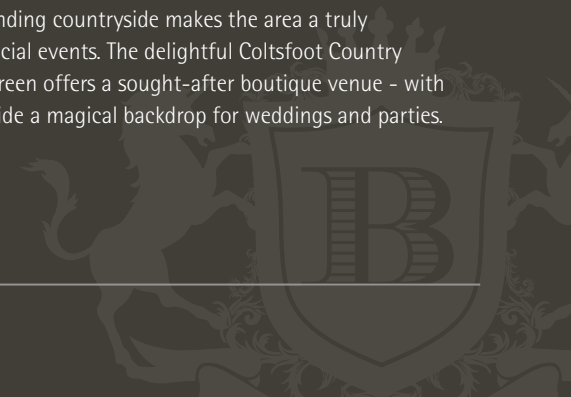 nding countryside makes the area a truly
cial events. The delightful Coltsfoot Country
reen offers a sought-after boutique venue - with
ide a magical backdrop for weddings and parties.
B